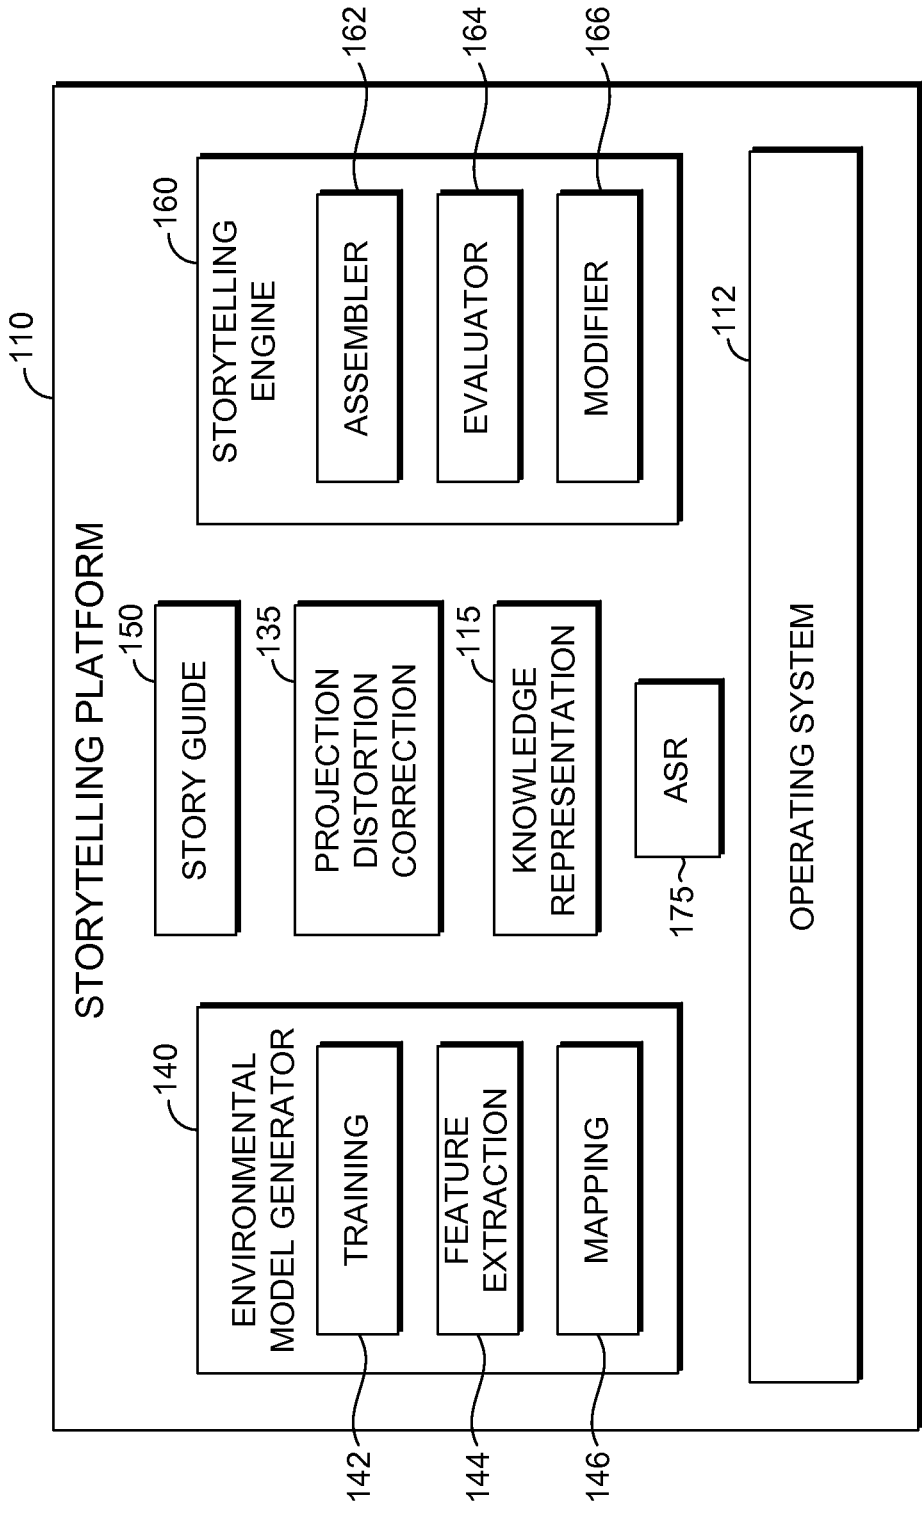 110
STORYTELLING PLATFORM
140
ENVIRONMENTAL
MODEL GENERATOR
142
TRAINING
144
FEATURE
EXTRACTION
146
MAPPING
150
STORY GUIDE
135
PROJECTION
DISTORTION
CORRECTION
115
KNOWLEDGE
REPRESENTATION
175
ASR
160
STORYTELLING
ENGINE
162
ASSEMBLER
164
EVALUATOR
166
MODIFIER
112
OPERATING SYSTEM